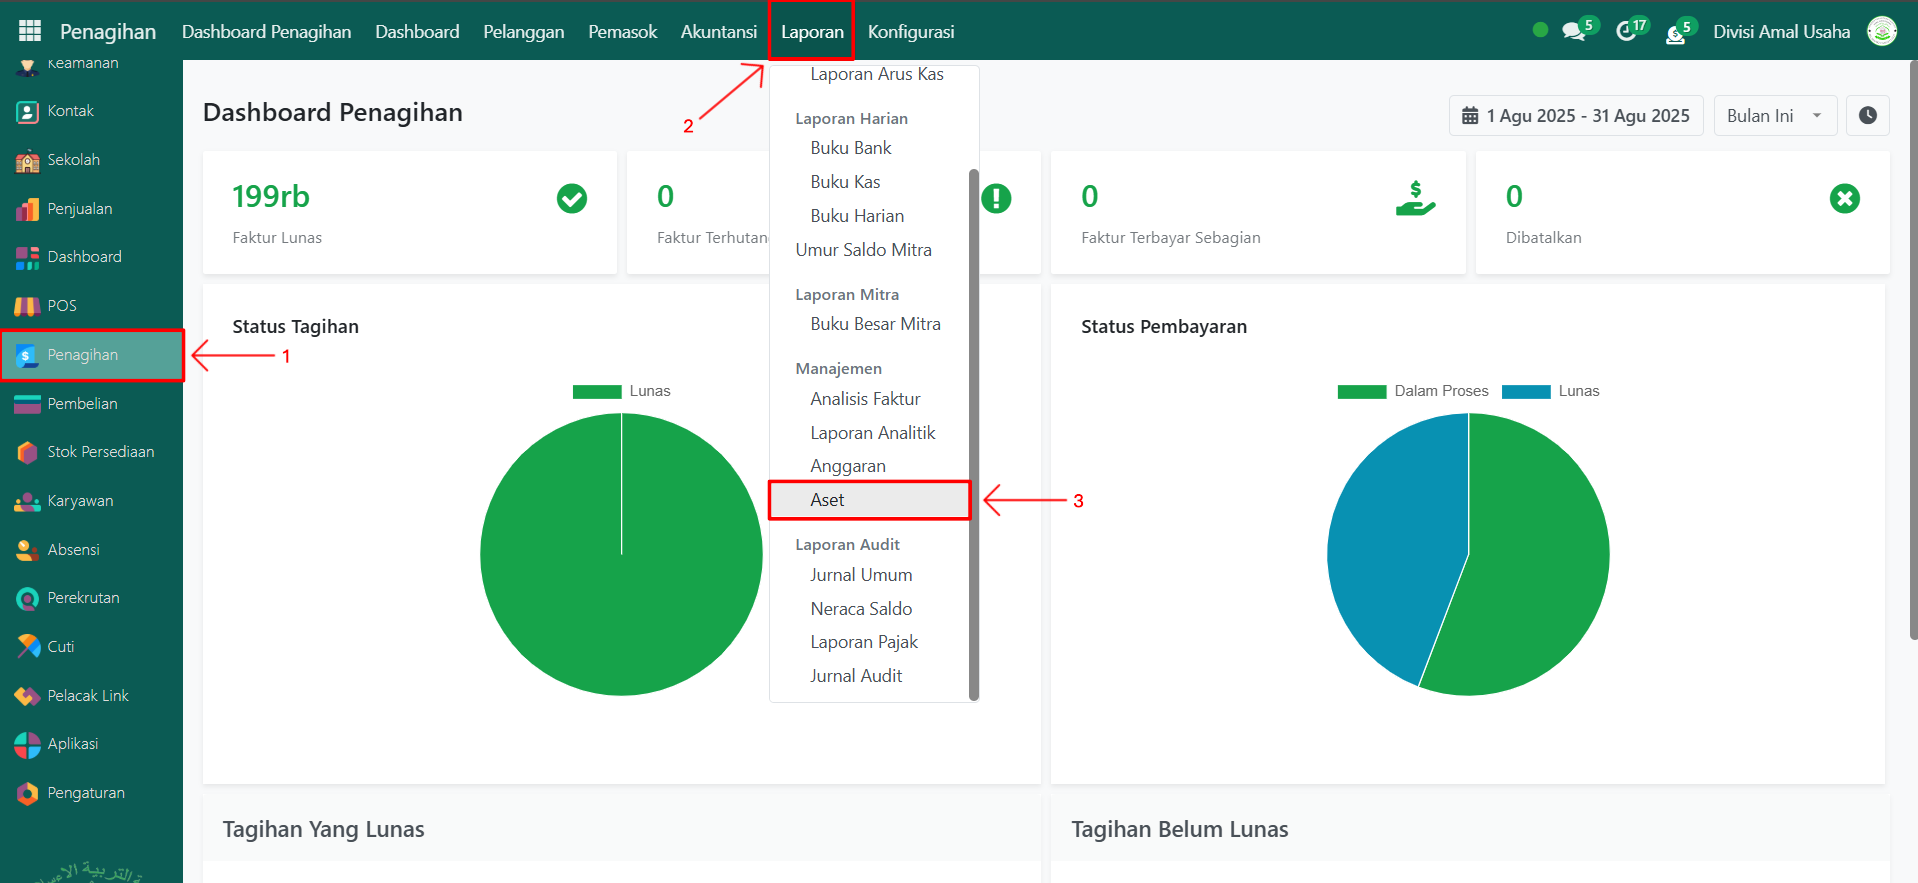 Penagihan Dashboard Penagihan Dashboard Pelanggan Pemasok Akuntansi Laporan Konfigurasi 5 17 5 Divisi Amal Usaha
Keamanan
Kontak
Sekolah
Penjualan
Dashboard
POS
Penagihan
Pembelian
Stok Persediaan
Karyawan
Absensi
Perekrutan
Cuti
Pelacak Link
Aplikasi
Pengaturan
1
2
Laporan Arus Kas
Laporan Harian
Buku Bank
Buku Kas
Buku Harian
Umur Saldo Mitra
Laporan Mitra
Buku Besar Mitra
Manajemen
Analisis Faktur
Laporan Analitik
Anggaran
Aset
3
Laporan Audit
Jurnal Umum
Neraca Saldo
Laporan Pajak
Jurnal Audit
Dashboard Penagihan
1 Agu 2025 - 31 Agu 2025 Bulan Ini
199rb
Faktur Lunas
0
Faktur Terhutan
0
Faktur Terbayar Sebagian
0
Dibatalkan
Status Tagihan
Lunas
Status Pembayaran
Dalam Proses Lunas
Tagihan Yang Lunas
Tagihan Belum Lunas